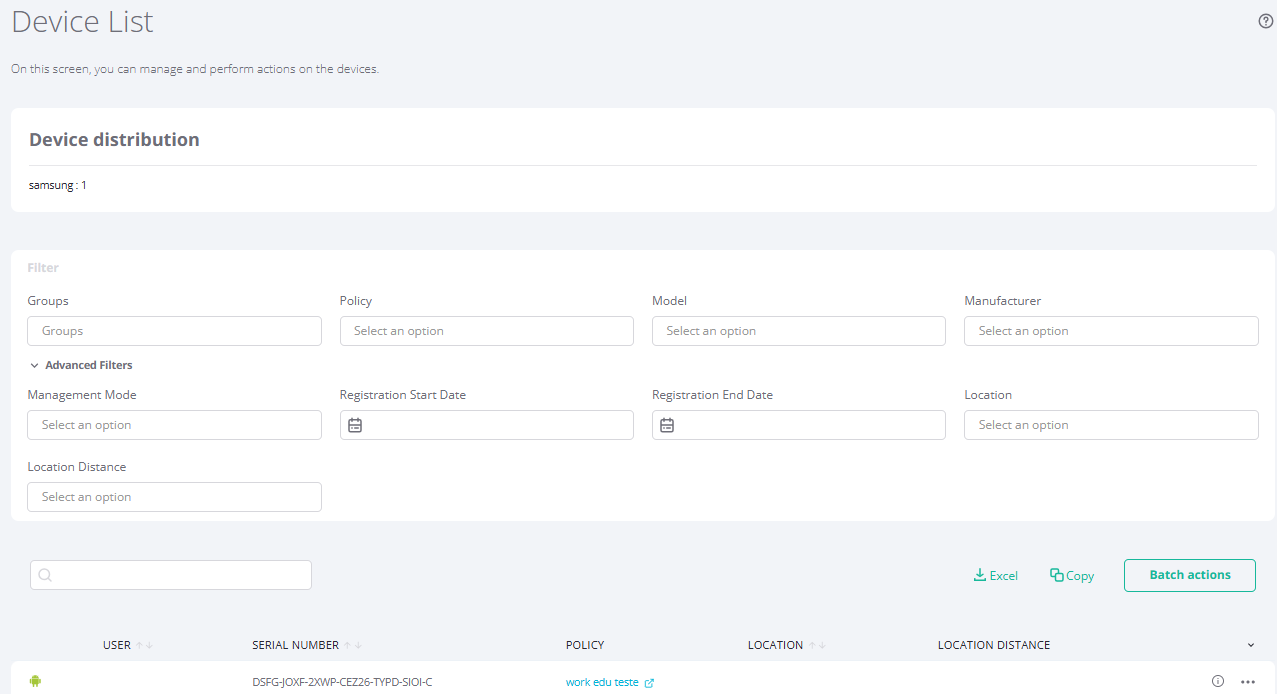 Device List
On this screen, you can manage and perform actions on the devices.
Device distribution
samsung : 1
Filter
Groups Policy Model Manufacturer
Groups Select an option Select an option Select an option
Advanced Filters
Management Mode Registration Start Date Registration End Date Location
Select an option Select an option
Location Distance
Select an option
Excel Copy Batch actions
USER SERIAL NUMBER POLICY LOCATION LOCATION DISTANCE
DSFG-JOXF-2XWP-CEZ26-TYPD-SIOI-C work edu teste